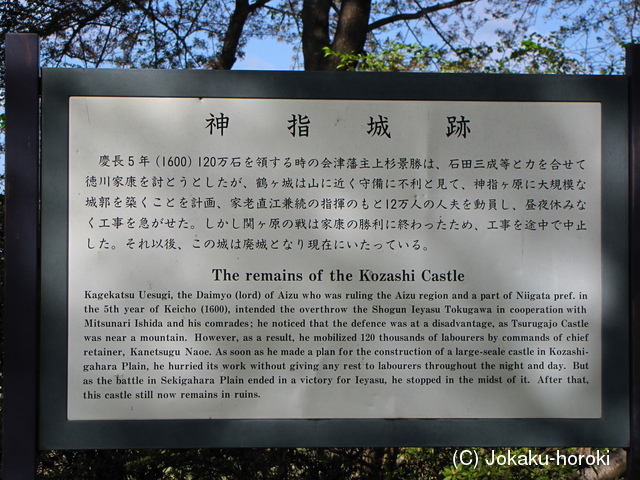 神指城跡
慶長5年(1600)120万石を領する時の会津藩主上杉景勝は、石田三成等と力を合せて
徳川家康を討とうとしたが、鶴ヶ城は山に近く守備に不利と見て、神指ヶ原に大規模な
城郭を築くことを計画、家老直江兼続の指揮のもと12万人の人夫を動員し、昼夜休みな
く工事を急がせた。しかし関ヶ原の戦は家康の勝利に終わったため、工事を途中で中止
した。それ以後、この城は廃城となり現在にいたっている。
The remains of the Kozashi Castle
Kagekatsu Uesugi, the Daimyo (lord) of Aizu who was ruling the Aizu region and a part of Niigata pref. in
the 5th year of Keicho (1600), intended the overthrow the Shogun Ieyasu Tokugawa in cooperation with
Mitsunari Ishida and his comrades; he noticed that the defence was at a disadvantage, as Tsurugajo Castle
was near a mountain. However, as a result, he mobilized 120 thousands of labourers by commands of chief
retainer, Kanetsugu Naoe. As soon as he made a plan for the construction of a large-seale castle in Kozashi-
gahara Plain, he hurried its work without giving any rest to labourers throughout the night and day. But
as the battle in Sekigahara Plain ended in a victory for Ieyasu, he stopped in the midst of it. After that,
this castle still now remains in ruins.
(C) Jokaku-horoki